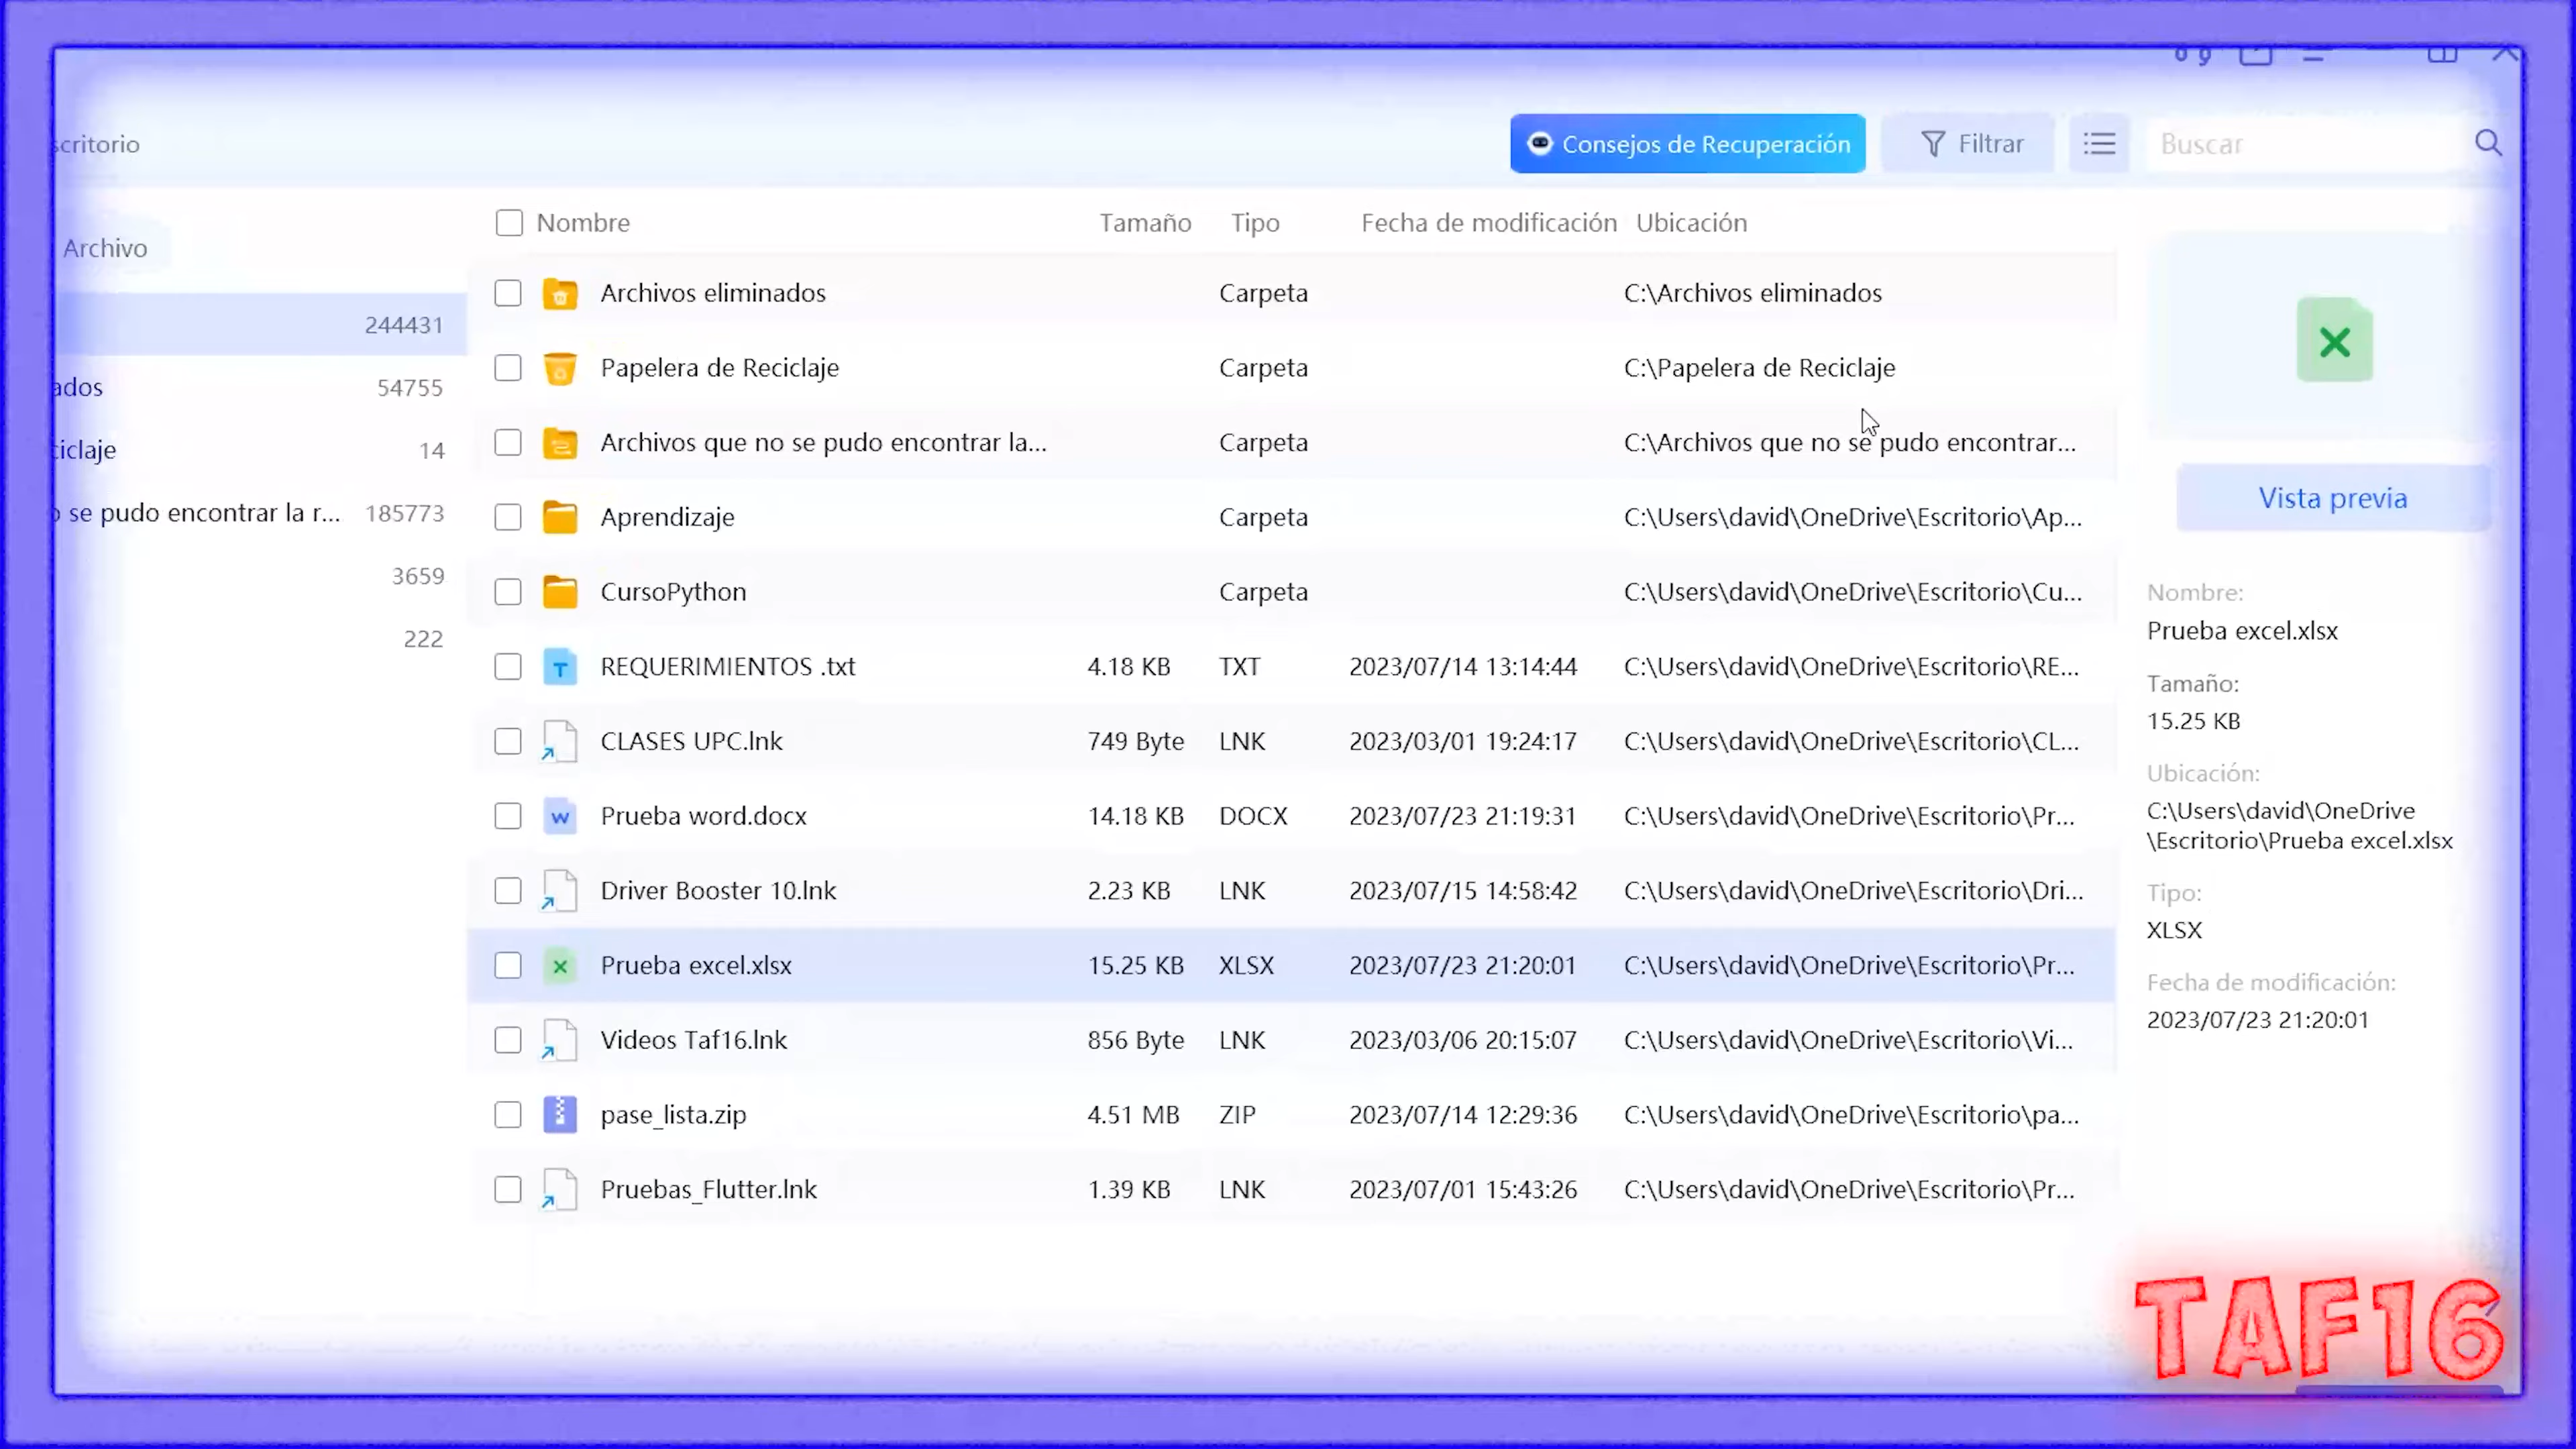 scritorio
Consejos de Recuperación
Filtrar
Buscar
Archivo
244431
ados 54755
ciclaje 14
o se pudo encontrar la r... 185773
3659
222
Nombre Tamaño Tipo Fecha de modificación Ubicación
Archivos eliminados Carpeta C:\Archivos eliminados
Papelera de Reciclaje Carpeta C:\Papelera de Reciclaje
Archivos que no se pudo encontrar la... Carpeta C:\Archivos que no se pudo encontrar...
Aprendizaje Carpeta C:\Users\david\OneDrive\Escritorio\Ap...
CursoPython Carpeta C:\Users\david\OneDrive\Escritorio\Cu...
REQUERIMIENTOS .txt 4.18 KB TXT 2023/07/14 13:14:44 C:\Users\david\OneDrive\Escritorio\RE...
CLASES UPC.lnk 749 Byte LNK 2023/03/01 19:24:17 C:\Users\david\OneDrive\Escritorio\CL...
Prueba word.docx 14.18 KB DOCX 2023/07/23 21:19:31 C:\Users\david\OneDrive\Escritorio\Pr...
Driver Booster 10.lnk 2.23 KB LNK 2023/07/15 14:58:42 C:\Users\david\OneDrive\Escritorio\Dri...
Prueba excel.xlsx 15.25 KB XLSX 2023/07/23 21:20:01 C:\Users\david\OneDrive\Escritorio\Pr...
Videos Taf16.lnk 856 Byte LNK 2023/03/06 20:15:07 C:\Users\david\OneDrive\Escritorio\Vi...
pase_lista.zip 4.51 MB ZIP 2023/07/14 12:29:36 C:\Users\david\OneDrive\Escritorio\pa...
Pruebas_Flutter.lnk 1.39 KB LNK 2023/07/01 15:43:26 C:\Users\david\OneDrive\Escritorio\Pr...
Vista previa
Nombre:
Prueba excel.xlsx
Tamaño:
15.25 KB
Ubicación:
C:\Users\david\OneDrive
\Escritorio\Prueba excel.xlsx
Tipo:
XLSX
Fecha de modificación:
2023/07/23 21:20:01
TAF16